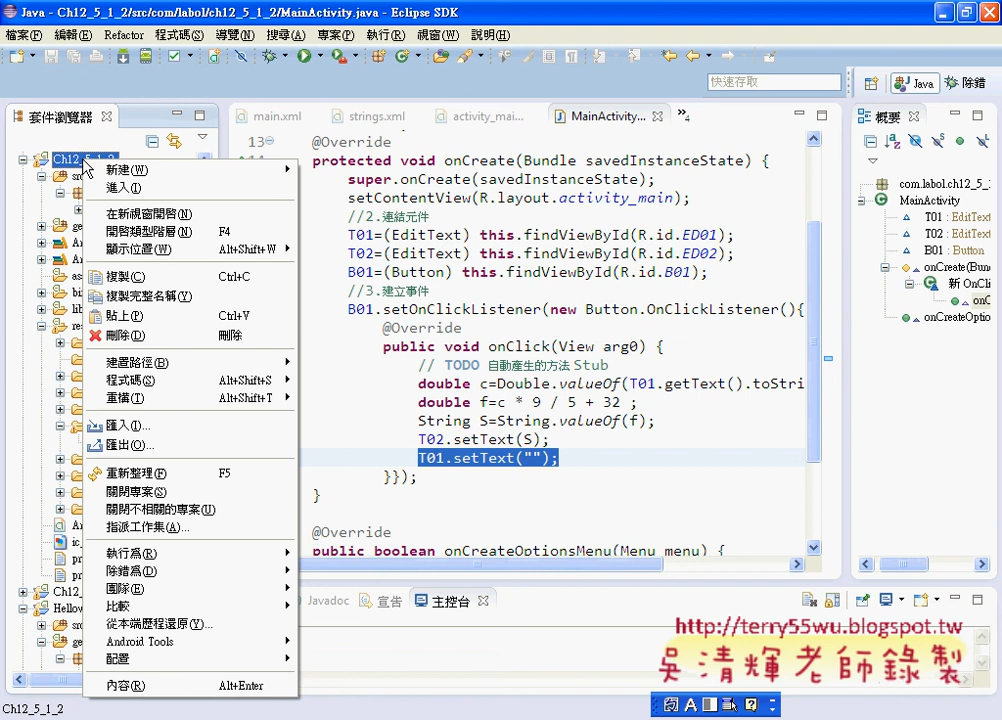 Java - Ch12_5_1_2/src/com/labol/ch12_5_1_2/MainActivity.java - Eclipse SDK
檔案(F) 編輯(E) Refactor 程式碼(S) 導覽(N) 搜尋(A) 專案(P) 執行(R) 視窗(W) 說明(H)
快速存取 Java 除錯
套件瀏覽器 main.xml strings.xml activity_mai... MainActivity... 4 概要
Ch12_5_1_2
新建(W)
進入(I)
在新視窗開啓(N)
開啓類型階層(N) F4
顯示位置(W) Alt+Shift+W
複製(C) Ctrl+C
複製完整名稱(Y)
貼上(P) Ctrl+V
刪除(D) 刪除
建置路徑(B)
程式碼(S) Alt+Shift+S
重構(T) Alt+Shift+T
匯入(I)...
匯出(O)...
重新整理(F) F5
關閉專案(S)
關閉不相關的專案(U)
指派工作集(A)...
執行爲(R)
除錯爲(D)
團隊(E)
比較
從本端歷程還原(Y)...
Android Tools
配置
內容(R) Alt+Enter
13 @Override
protected void onCreate(Bundle savedInstanceState) {
super.onCreate(savedInstanceState);
setContentView(R.layout.activity_main);
//2.連結元件
T01=(EditText) this.findViewById(R.id.ED01);
T02=(EditText) this.findViewById(R.id.ED02);
B01=(Button) this.findViewById(R.id.B01);
//3.建立事件
B01.setOnClickListener(new Button.OnClickListener(){
@Override
public void onClick(View arg0) {
// TODO 自動產生的方法 Stub
double c=Double.valueOf(T01.getText().toStri
double f=c * 9 / 5 + 32 ;
String S=String.valueOf(f);
T02.setText(S);
T01.setText("");
}});
}
@Override
public boolean onCreateOptionsMenu(Menu menu) {
com.labol.ch12_5
MainActivity
T01 : EditText
T02 : EditText
B01 : Button
onCreate(Bun
新 OnCli
onC
onCreateOptio
Ch12_
Hellow
Javadoc 宣告 主控台
http://terry55wu.blogspot.tw
吳清輝老師錄製
Ch12_5_1_2